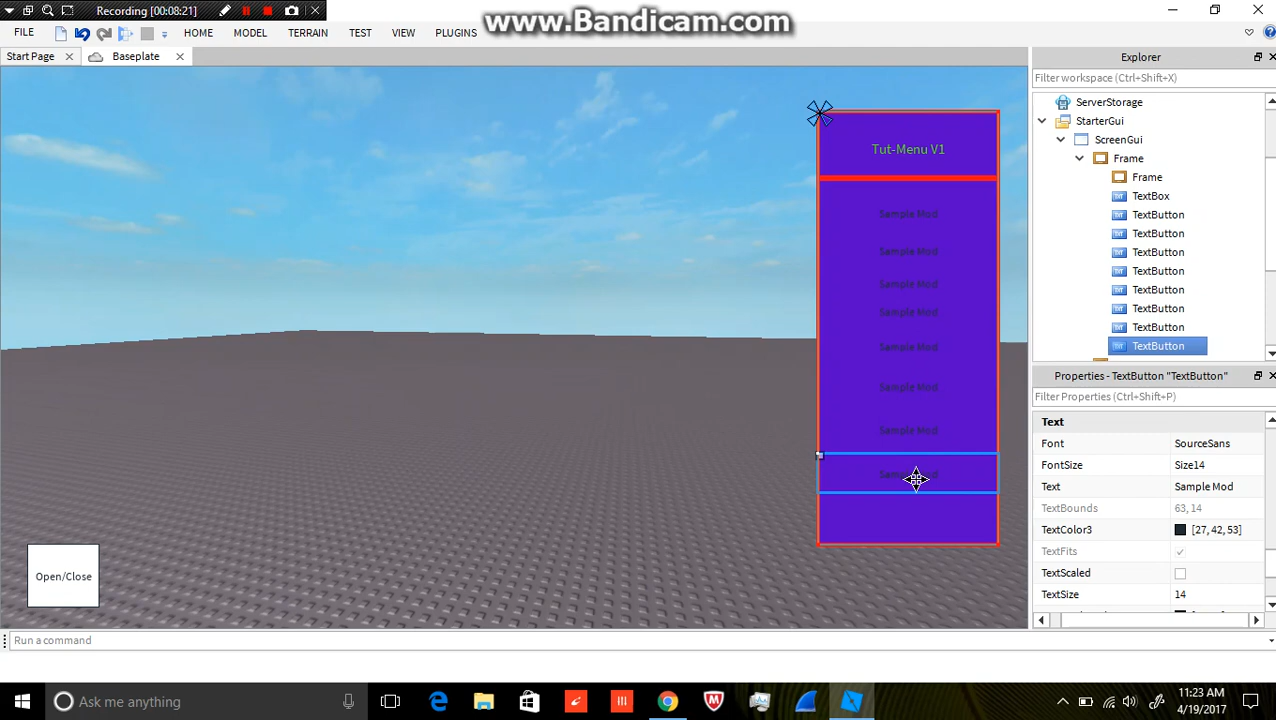 Recording [00:08:21]
www.Bandicam.com
FILE HOME MODEL TERRAIN TEST VIEW PLUGINS
Start Page Baseplate
Explorer
Filter workspace (Ctrl+Shift+X)
ServerStorage
StarterGui
ScreenGui
Frame
Frame
TextBox
TextButton
TextButton
TextButton
TextButton
TextButton
TextButton
TextButton
TextButton
Tut-Menu V1
Sample Mod
Sample Mod
Sample Mod
Sample Mod
Sample Mod
Sample Mod
Sample Mod
Sample Mod
Properties - TextButton "TextButton"
Filter Properties (Ctrl+Shift+P)
Text
Font SourceSans
FontSize Size14
Text Sample Mod
TextBounds 63, 14
TextColor3 [27, 42, 53]
TextFits
TextScaled
TextSize 14
Open/Close
Run a command
Ask me anything
11:23 AM
4/19/2017